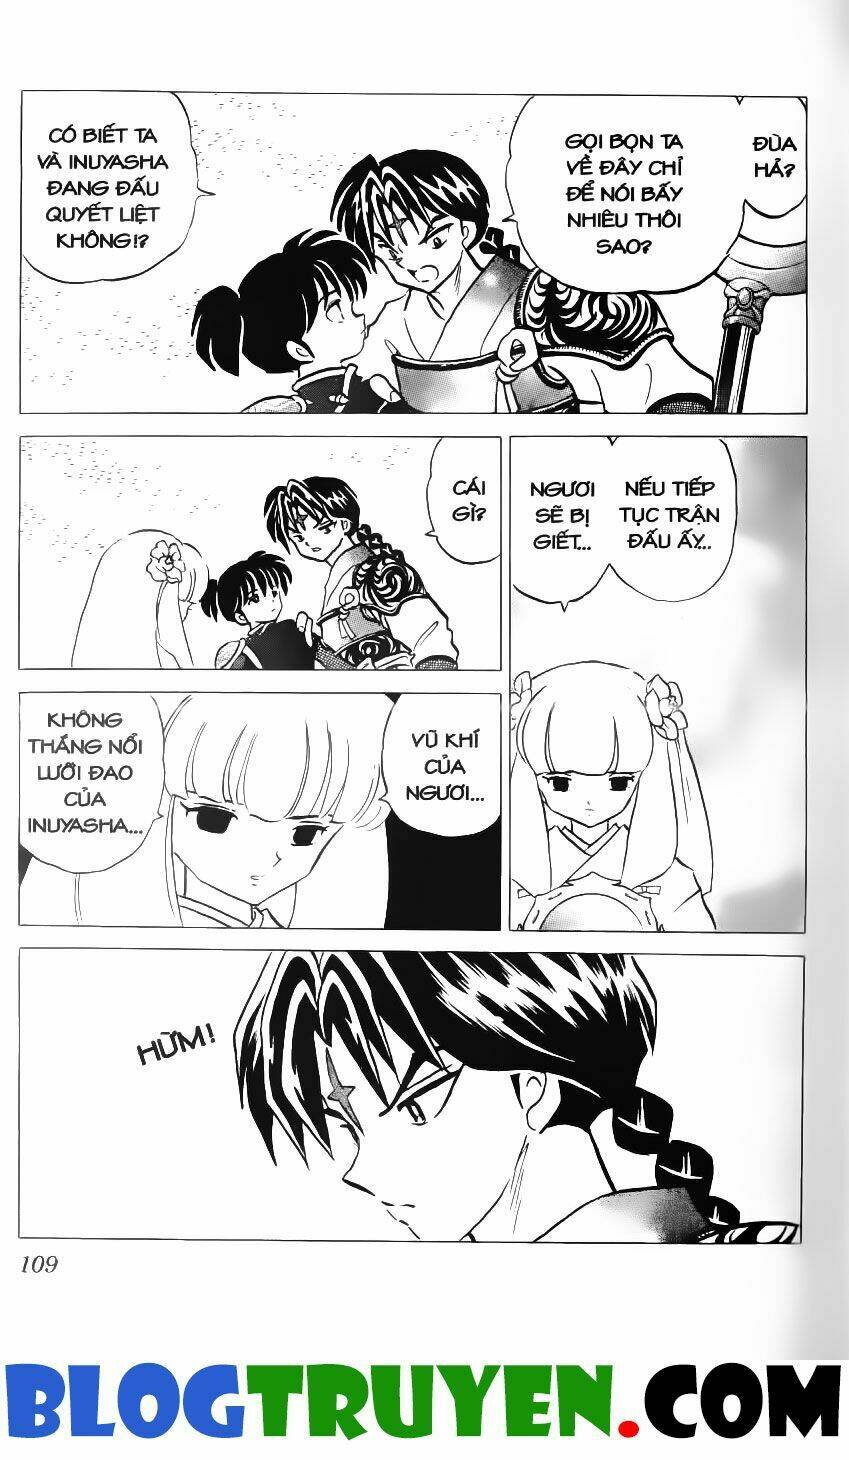 ĐÙA
HẢ?
GỌI BỌN TA
VỀ ĐÂY CHỈ
ĐỂ NÓI BẤY
NHIÊU THÔI
SAO?
CÓ BIẾT TA
VÀ INUYASHA
ĐANG ĐẤU
QUYẾT LIỆT
KHÔNG!?
NẾU TIẾP
TỤC TRẬN
ĐẤU ẤY...
NGƯƠI
SẼ BỊ
GIẾT...
CÁI
GÌ?
VŨ KHÍ
CỦA
NGƯƠI...
KHÔNG
THẮNG NỔI
LƯỠI ĐAO
CỦA
INUYASHA...
HỪM!
109
BLOGTRUYEN.COM